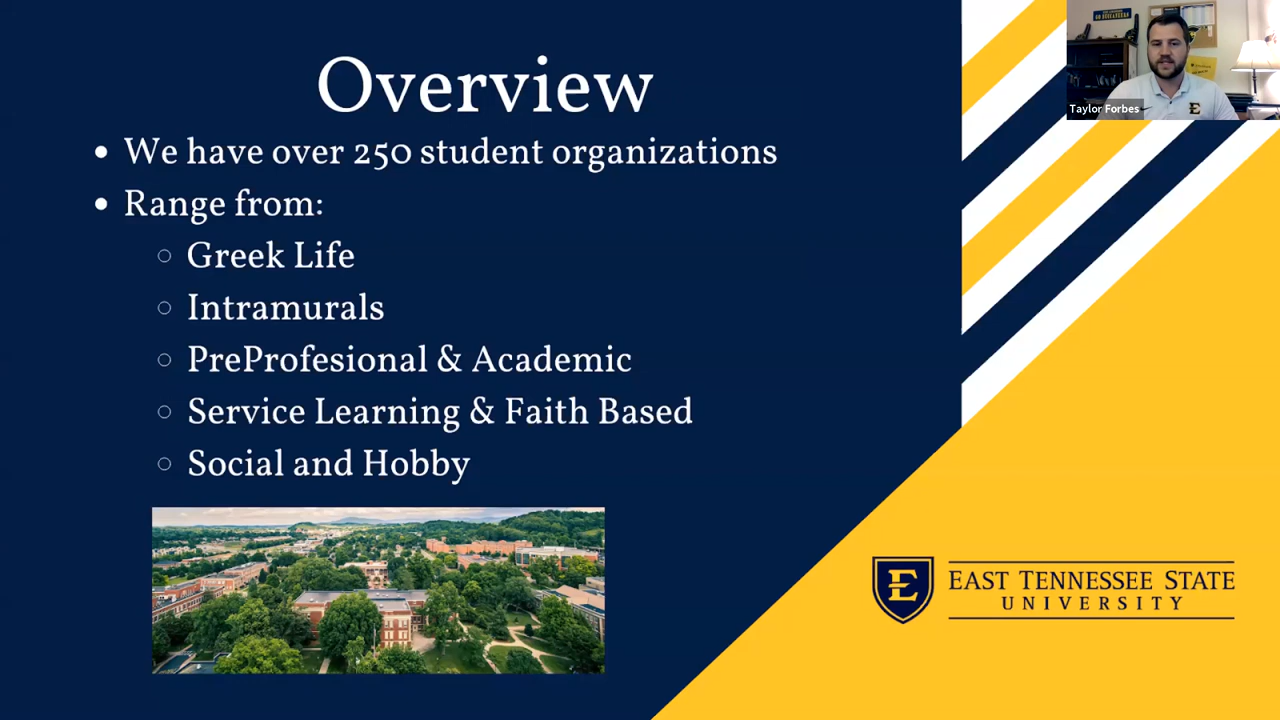 Overview
We have over 250 student organizations
Range from:
Greek Life
Intramurals
PreProfesional & Academic
Service Learning & Faith Based
Social and Hobby
Taylor Forbes
E
E
EAST TENNESSEE STATE
UNIVERSITY